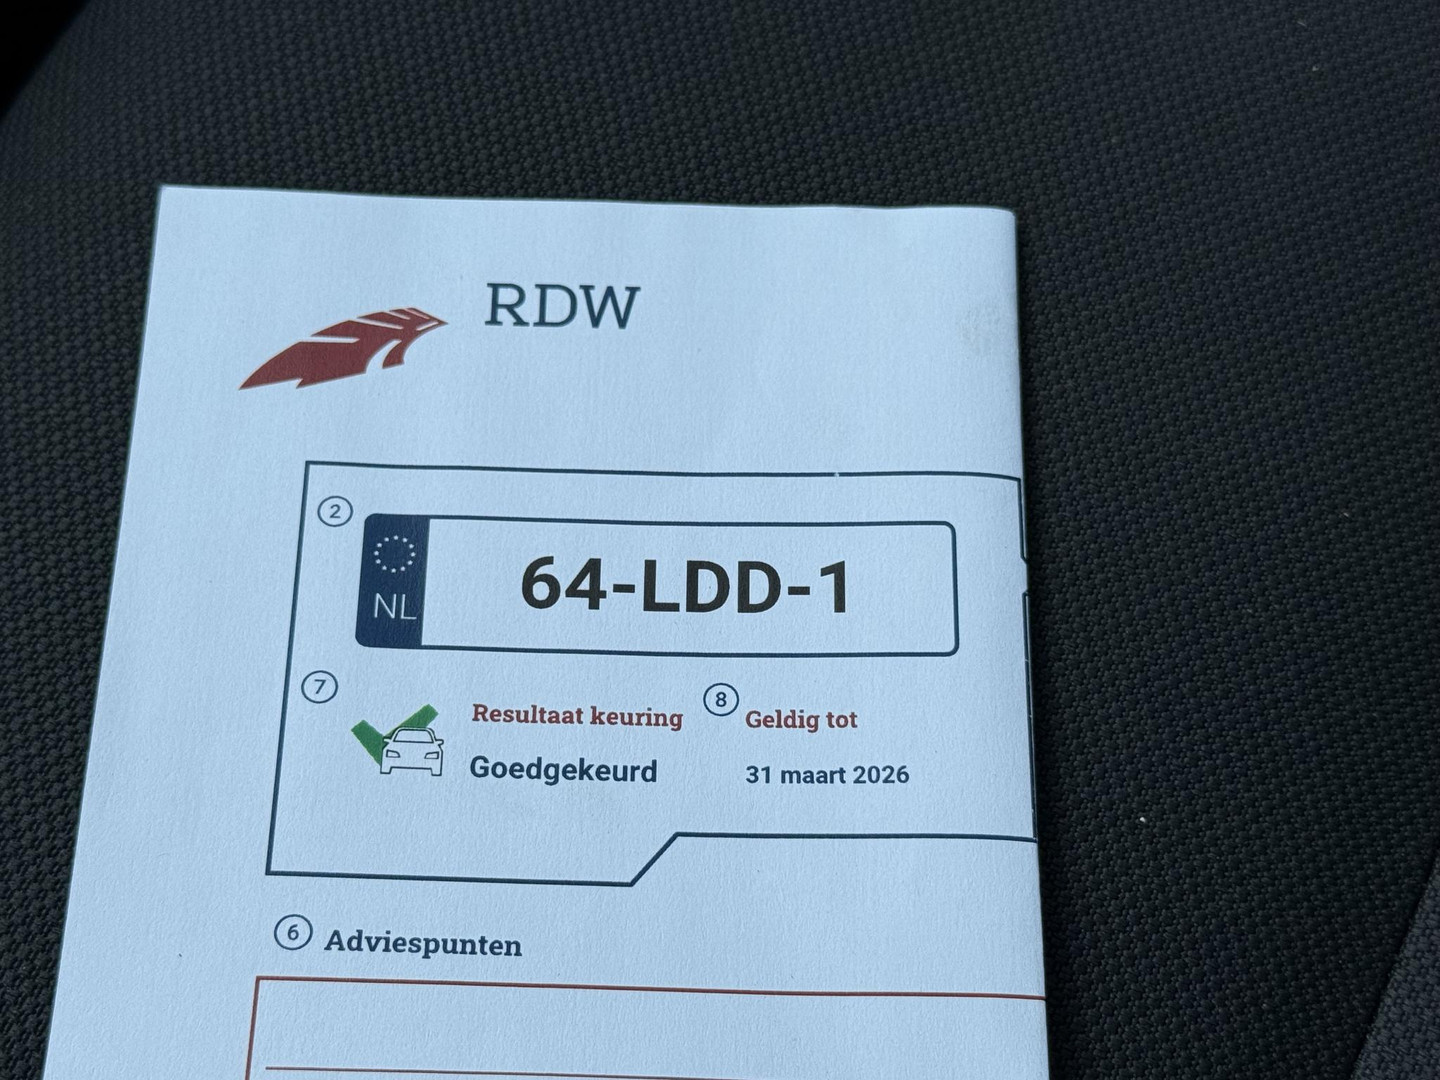 RDW
2
NL
64-LDD-1
7
Resultaat keuring
8
Geldig tot
Goedgekeurd
31 maart 2026
6 Adviespunten